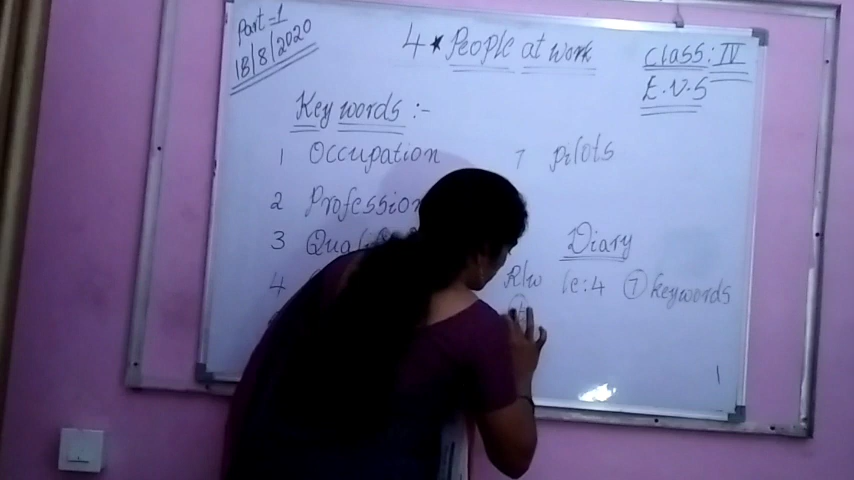 Part=1
18/8/2020
4 * People at work
Class: IV
E.V.S
Key words :-
1 Occupation
2 Profession
3
4
7 Pilots
Diary
R/w le:4 7 keywords
1